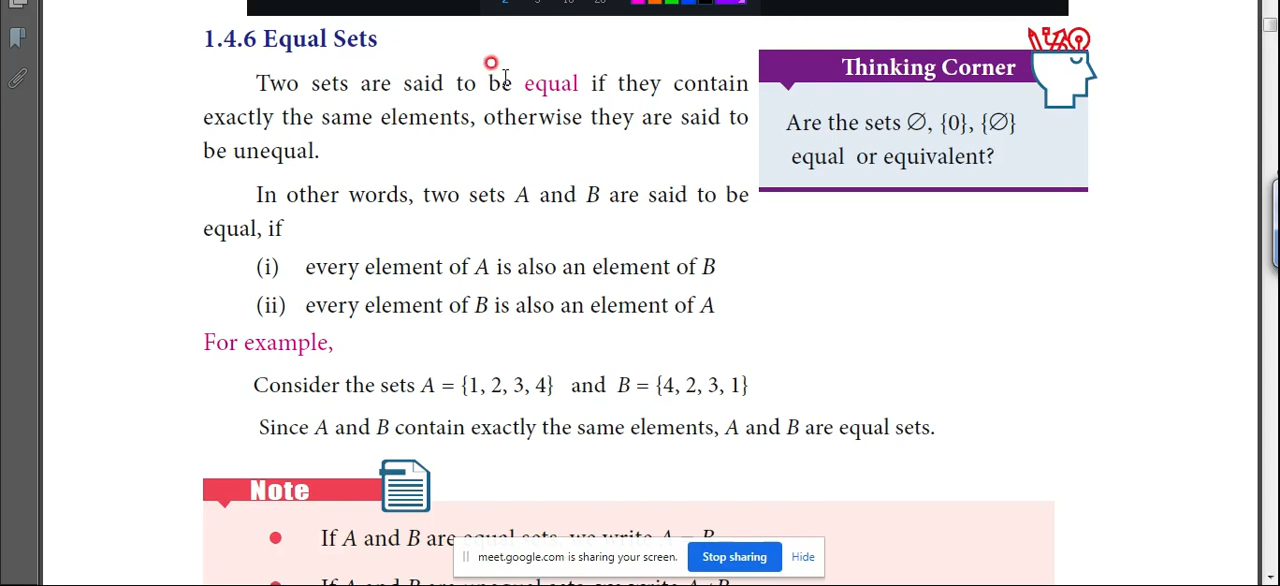 1.4.6 Equal Sets
Two sets are said to be equal if they contain
exactly the same elements, otherwise they are said to
be unequal.
In other words, two sets A and B are said to be
equal, if
(i) every element of A is also an element of B
(ii) every element of B is also an element of A
For example,
Consider the sets A = {1, 2, 3, 4} and B = {4, 2, 3, 1}
Since A and B contain exactly the same elements, A and B are equal sets.
Thinking Corner
Are the sets ∅, {0}, {∅}
equal or equivalent?
Note
If A and B are equal sets, we write A = B
meet.google.com is sharing your screen.
Stop sharing
Hide